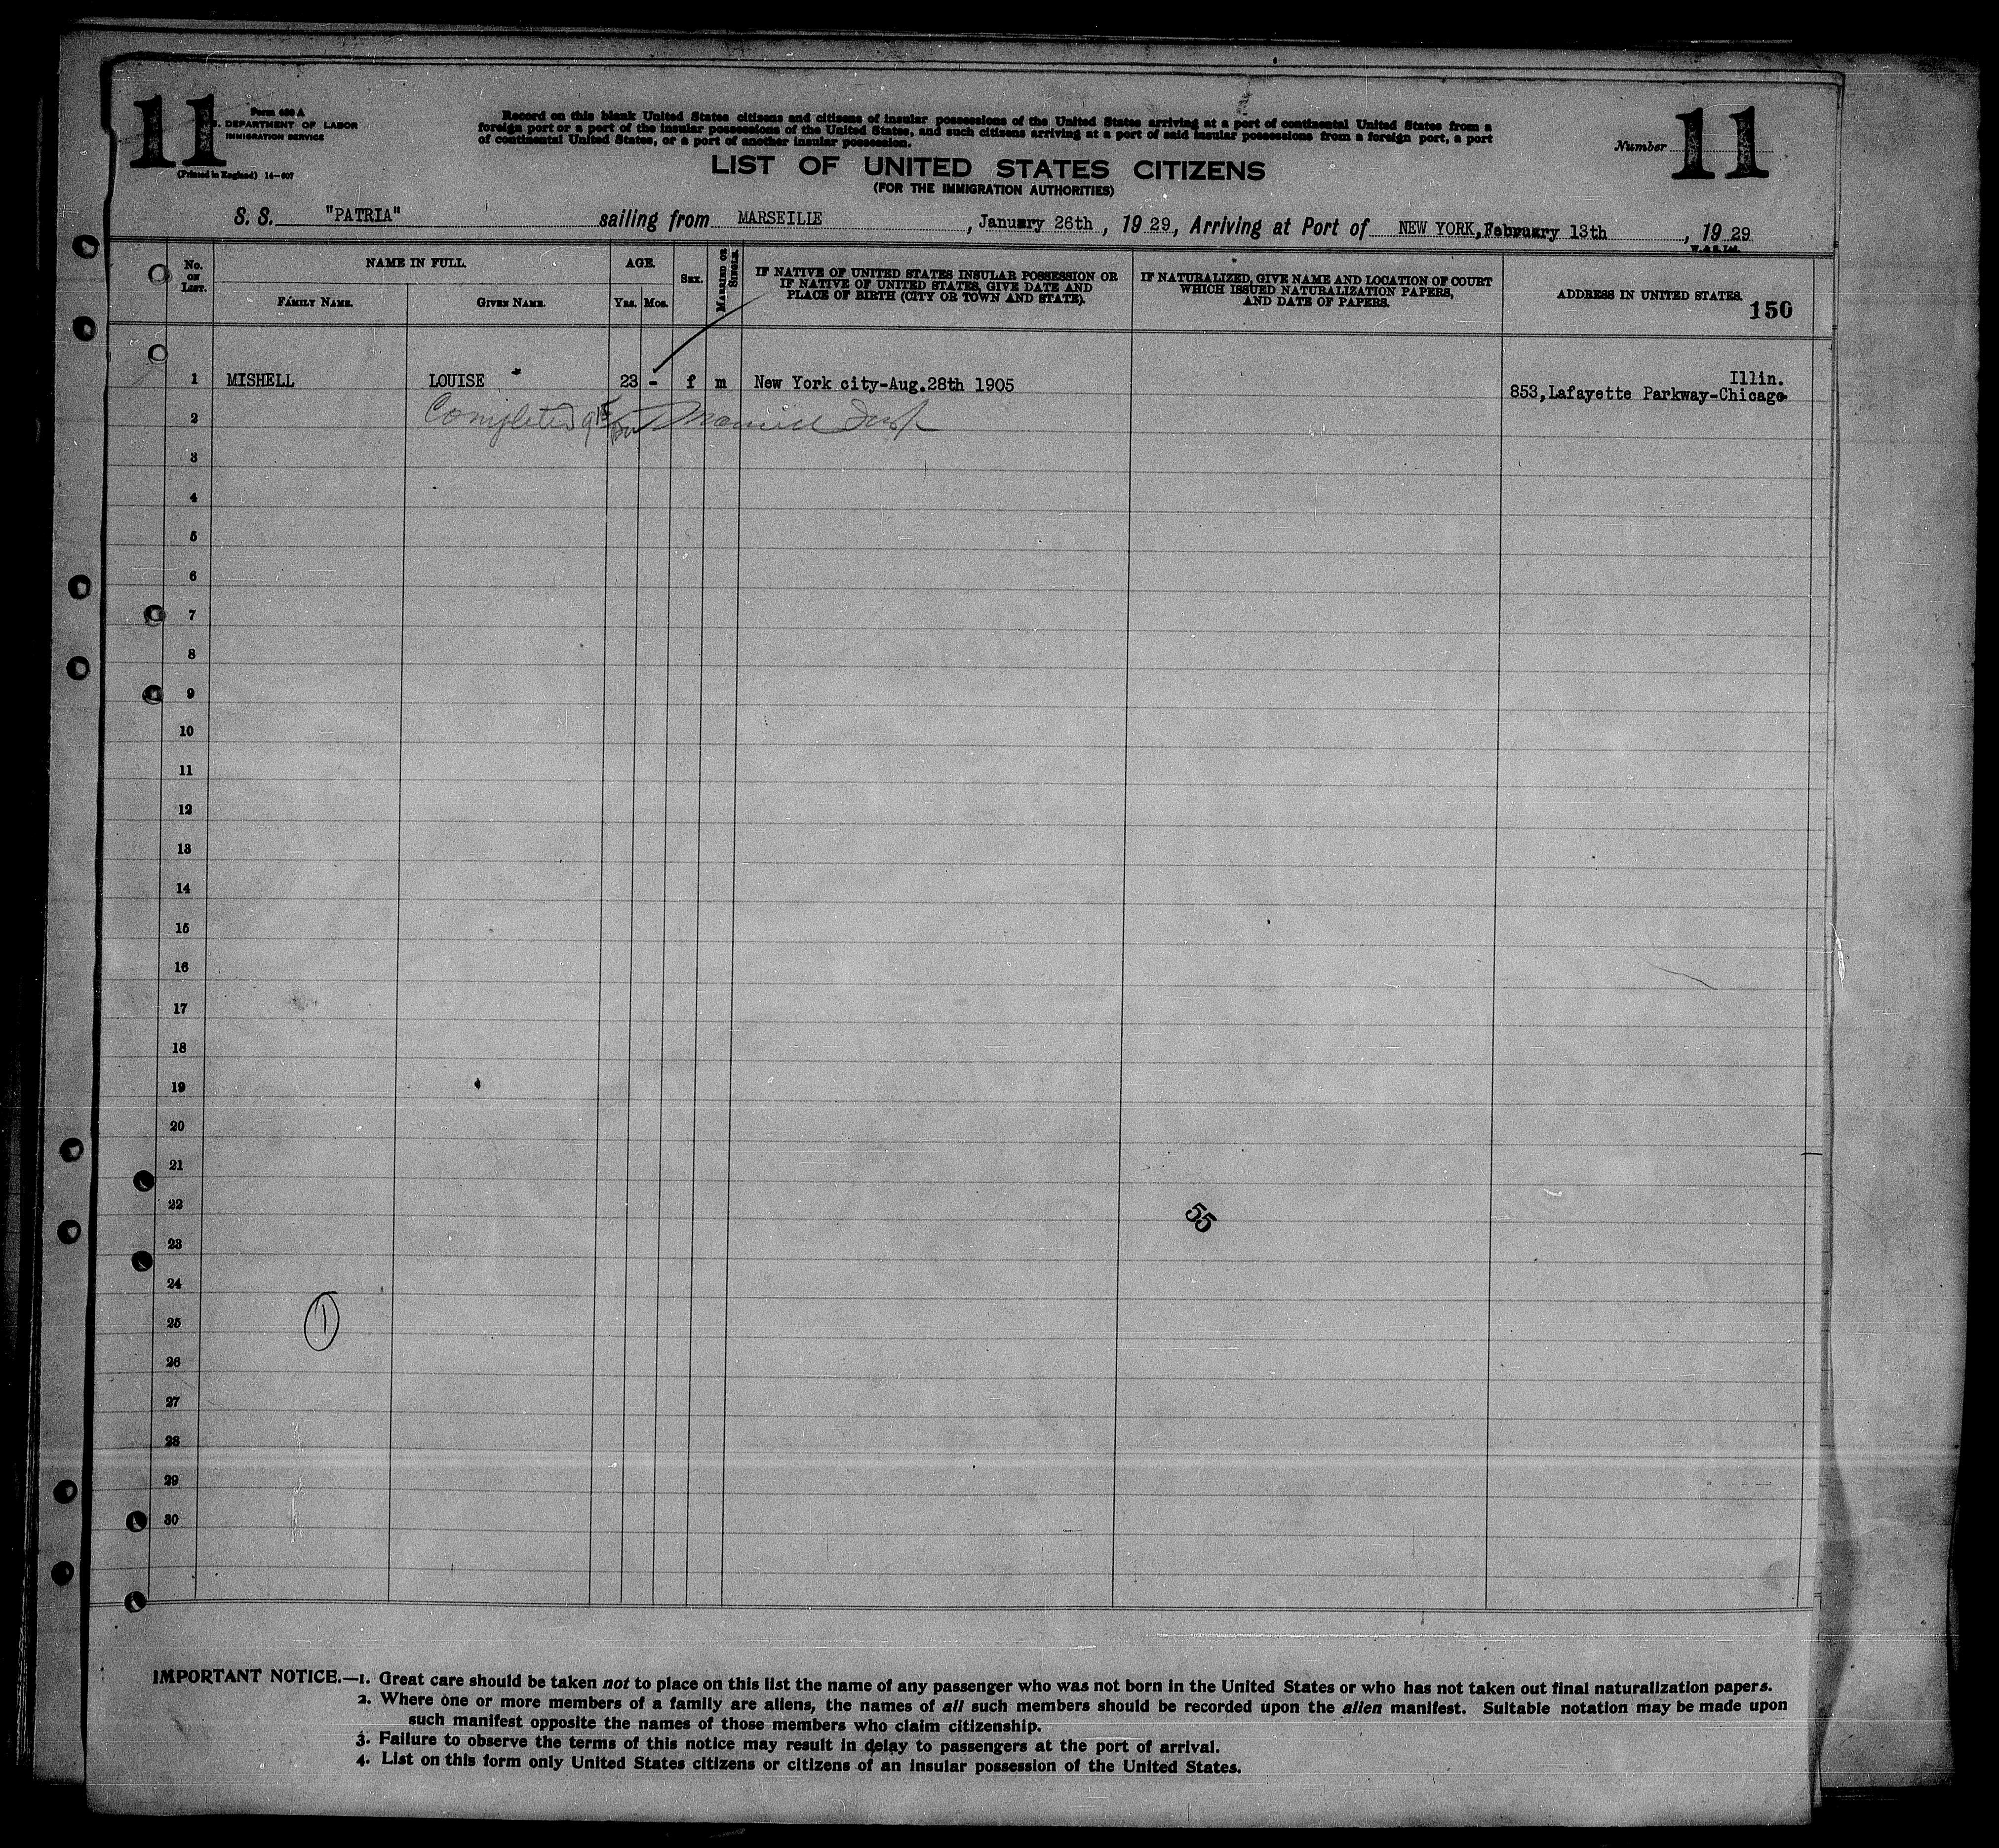 11
Form 630 A
S. DEPARTMENT OF LABOR
IMMIGRATION SERVICE
(Printed in England) 14-607
Record on this blank United States citizens and citizens of insular possessions of the United States arriving at a port of continental United States from a
foreign port or a port of the insular possessions of the United States, and such citizens arriving at a port of said insular possessions from a foreign port, a port
of continental United States, or a port of another insular possession.
Number 11
LIST OF UNITED STATES CITIZENS
(FOR THE IMMIGRATION AUTHORITIES)
S. S. "PATRIA" sailing from MARSEILLE, January 26th, 19 29, Arriving at Port of NEW YORK, February 13th, 19 29
W. & S. Ltd.
No. ON LIST. NAME IN FULL. AGE. SEX. MARRIED OR SINGLE. IF NATIVE OF UNITED STATES INSULAR POSSESSION OR
IF NATIVE OF UNITED STATES, GIVE DATE AND
PLACE OF BIRTH (CITY OR TOWN AND STATE).
IF NATURALIZED, GIVE NAME AND LOCATION OF COURT
WHICH ISSUED NATURALIZATION PAPERS,
AND DATE OF PAPERS.
ADDRESS IN UNITED STATES.
150
FAMILY NAME. GIVEN NAME. YRS. MOS.
Illin.
1 MISHELL LOUISE 23 - f m New York city-Aug.28th 1905 853,Lafayette Parkway-Chicago
2 Completed
3
4
5
6
7
8
9
10
11
12
13
14
15
16
17
18
19
20
21
22
55
23
24
25
1
26
27
28
29
30
IMPORTANT NOTICE.—1. Great care should be taken not to place on this list the name of any passenger who was not born in the United States or who has not taken out final naturalization papers.
2. Where one or more members of a family are aliens, the names of all such members should be recorded upon the alien manifest. Suitable notation may be made upon
such manifest opposite the names of those members who claim citizenship.
3. Failure to observe the terms of this notice may result in delay to passengers at the port of arrival.
4. List on this form only United States citizens or citizens of an insular possession of the United States.